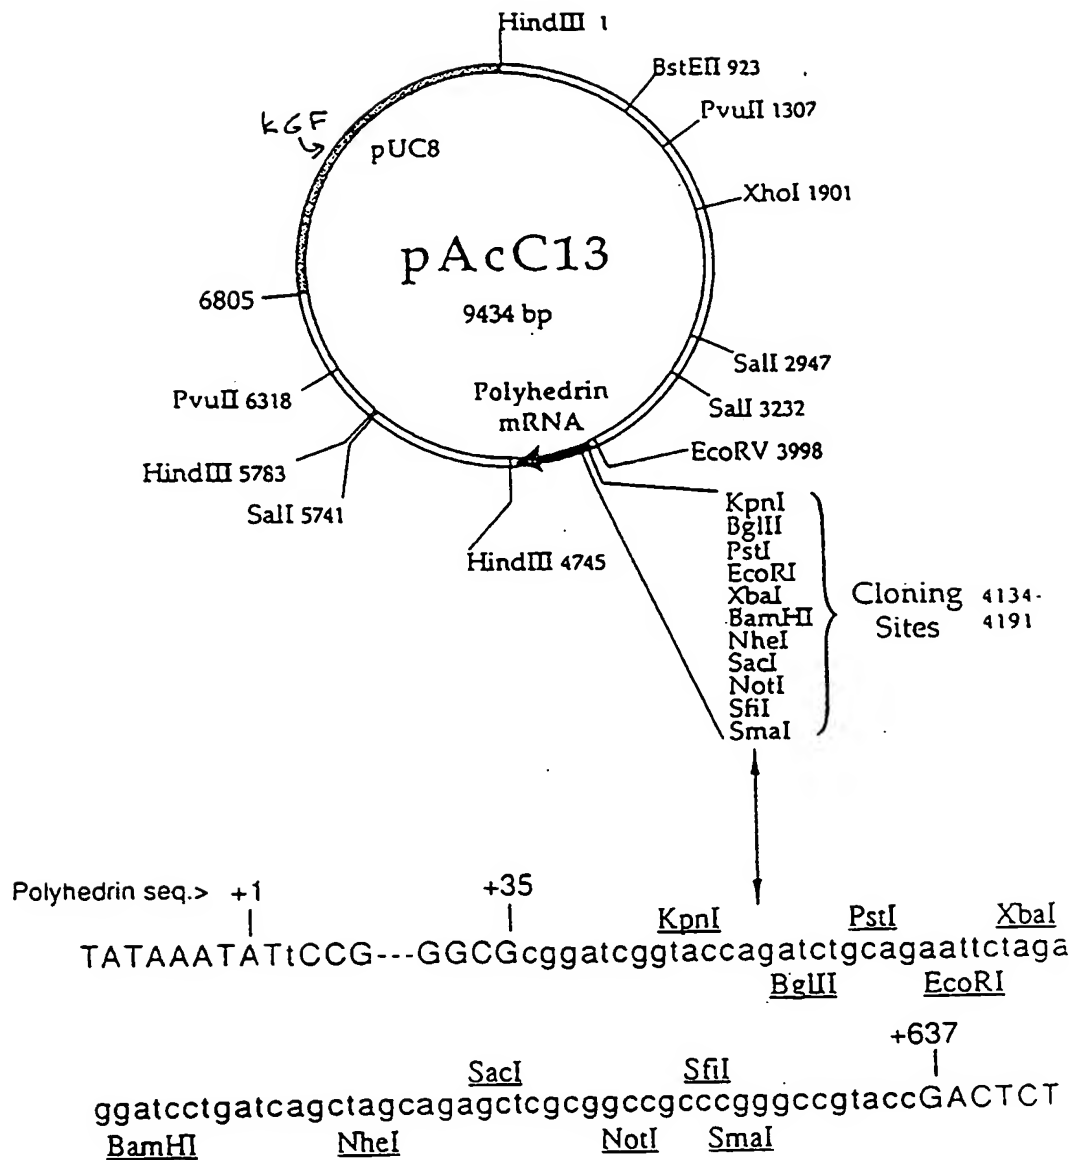 HindIII 1
BstEII 923
PvuII 1307
KGF
pUC8
XhoI 1901
pAcC13
9434 bp
6805
SalI 2947
PvuII 6318
Polyhedrin
mRNA
SalI 3232
EcoRV 3998
HindIII 5783
SalI 5741
HindIII 4745
KpnI
BglII
PstI
EcoRI
XbaI
BamHI
NheI
SacI
NotI
SfiI
SmaI
Cloning 4134-
Sites 4191
Polyhedrin seq.> +1 +35
KpnI PstI XbaI
TATAAATATtCCG---GGCGcggatcggtaccagatctgcagaattctaga
BglII EcoRI
+637
SacI SfiI
ggatcctgatcagctagcagagctcgcggccgcccgggccgtaccGACTCT
BamHI NheI NotI SmaI